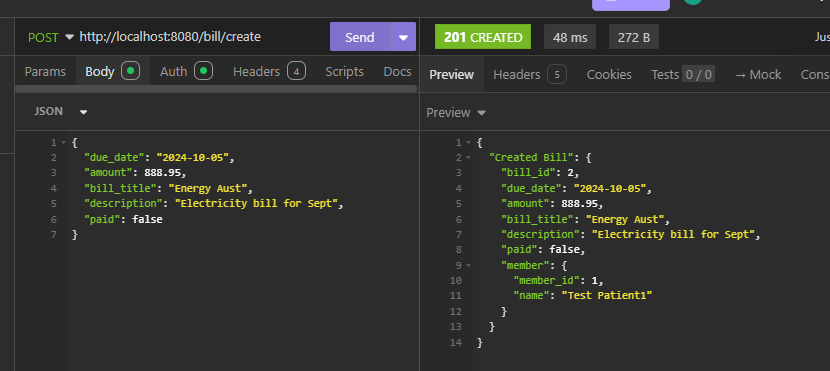 POST http://localhost:8080/bill/create Send
201 CREATED 48 ms 272 B Jus
Params Body Auth Headers 4 Scripts Docs
Preview Headers 5 Cookies Tests 0 / 0 → Mock Cons
JSON
Preview
1 {
2 "due_date": "2024-10-05",
3 "amount": 888.95,
4 "bill_title": "Energy Aust",
5 "description": "Electricity bill for Sept",
6 "paid": false
7 }
1 {
2 "Created Bill": {
3 "bill_id": 2,
4 "due_date": "2024-10-05",
5 "amount": 888.95,
6 "bill_title": "Energy Aust",
7 "description": "Electricity bill for Sept",
8 "paid": false,
9 "member": {
10 "member_id": 1,
11 "name": "Test Patient1"
12 }
13 }
14 }